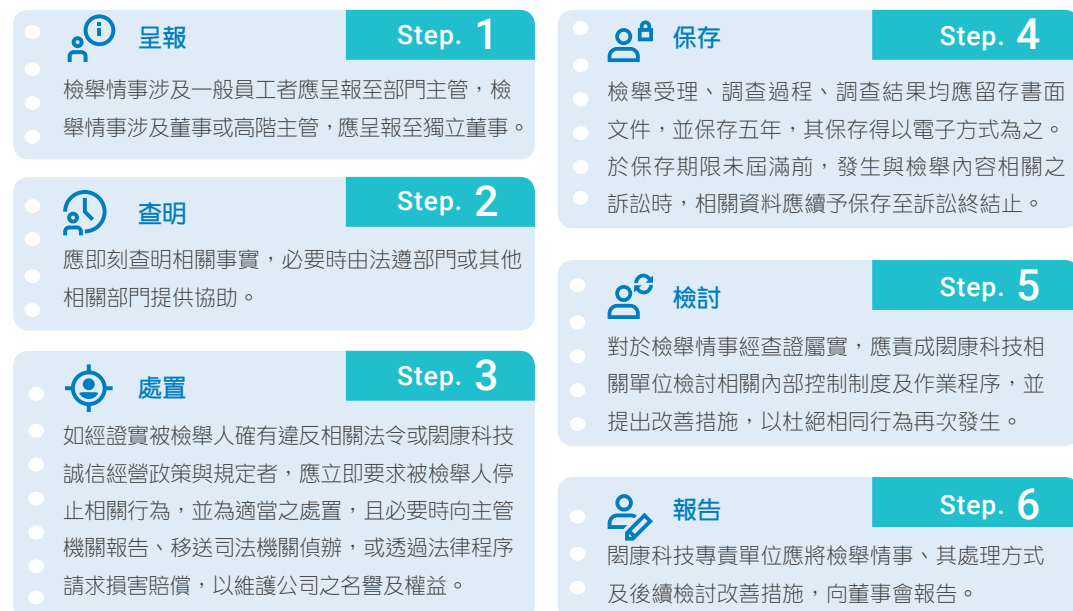 呈報
Step. 1
檢舉情事涉及一般員工者應呈報至部門主管，檢
舉情事涉及董事或高階主管，應呈報至獨立董事。
查明
Step. 2
應即刻查明相關事實，必要時由法遵部門或其他
相關部門提供協助。
處置
Step. 3
如經證實被檢舉人確有違反相關法令或閎康科技
誠信經營政策與規定者，應立即要求被檢舉人停
止相關行為，並為適當之處置，且必要時向主管
機關報告、移送司法機關偵辦，或透過法律程序
請求損害賠償，以維護公司之名譽及權益。
保存
Step. 4
檢舉受理、調查過程、調查結果均應留存書面
文件，並保存五年，其保存得以電子方式為之。
於保存期限未屆滿前，發生與檢舉內容相關之
訴訟時，相關資料應續予保存至訴訟終結止。
檢討
Step. 5
對於檢舉情事經查證屬實，應責成閎康科技相
關單位檢討相關內部控制制度及作業程序，並
提出改善措施，以杜絕相同行為再次發生。
報告
Step. 6
閎康科技專責單位應將檢舉情事、其處理方式
及後續檢討改善措施，向董事會報告。